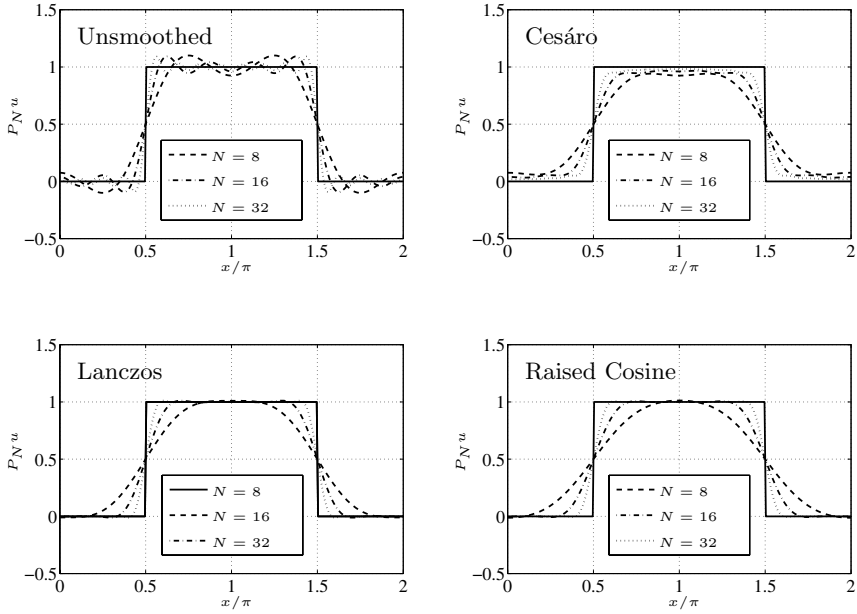 1.5
Unsmoothed
1
P_N u
0.5
N = 8
N = 16
0
N = 32
−0.5
0 0.5 1 1.5 2
x/π
1.5
Cesáro
1
P_N u
0.5
N = 8
N = 16
0
N = 32
−0.5
0 0.5 1 1.5 2
x/π
1.5
Lanczos
1
P_N u
0.5
N = 8
N = 16
0
N = 32
−0.5
0 0.5 1 1.5 2
x/π
1.5
Raised Cosine
1
P_N u
0.5
N = 8
N = 16
0
N = 32
−0.5
0 0.5 1 1.5 2
x/π